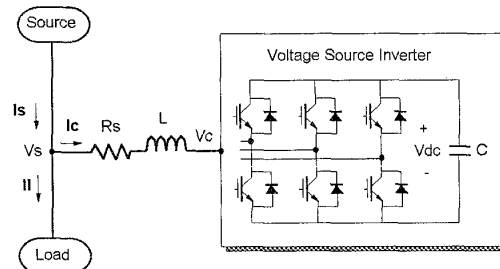 Source
Voltage Source Inverter
Is
Ic
Rs
L
Vc
Vs
+
Vdc
-
C
Il
Load